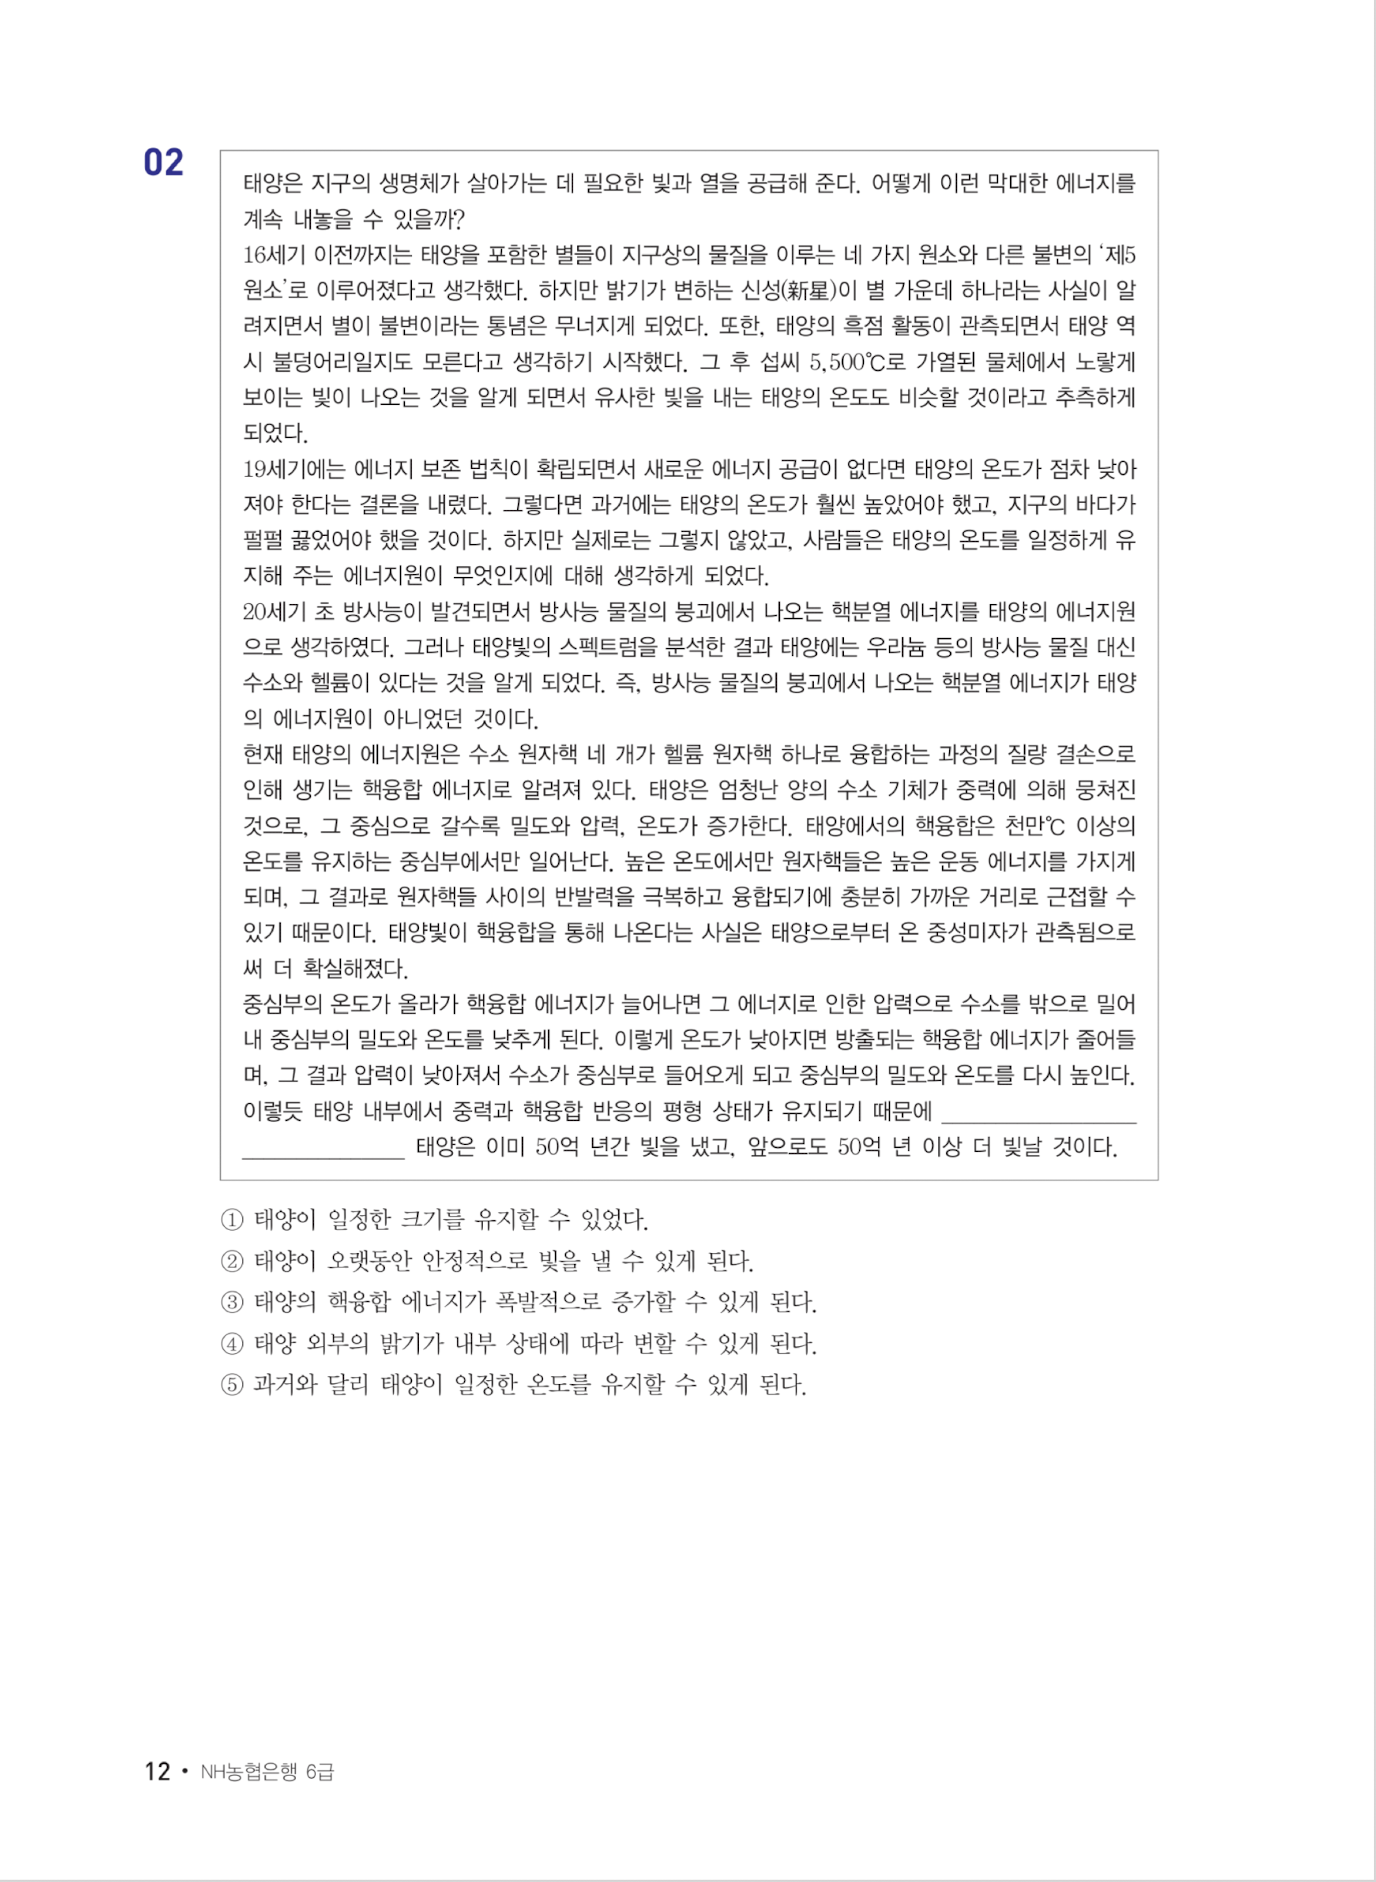 02
태양은 지구의 생명체가 살아가는 데 필요한 빛과 열을 공급해 준다. 어떻게 이런 막대한 에너지를
계속 내놓을 수 있을까?
16세기 이전까지는 태양을 포함한 별들이 지구상의 물질을 이루는 네 가지 원소와 다른 불변의 ‘제5
원소’로 이루어졌다고 생각했다. 하지만 밝기가 변하는 신성(新星)이 별 가운데 하나라는 사실이 알
려지면서 별이 불변이라는 통념은 무너지게 되었다. 또한, 태양의 흑점 활동이 관측되면서 태양 역
시 불덩어리일지도 모른다고 생각하기 시작했다. 그 후 섭씨 5,500℃로 가열된 물체에서 노랗게
보이는 빛이 나오는 것을 알게 되면서 유사한 빛을 내는 태양의 온도도 비슷할 것이라고 추측하게
되었다.
19세기에는 에너지 보존 법칙이 확립되면서 새로운 에너지 공급이 없다면 태양의 온도가 점차 낮아
져야 한다는 결론을 내렸다. 그렇다면 과거에는 태양의 온도가 훨씬 높았어야 했고, 지구의 바다가
펄펄 끓었어야 했을 것이다. 하지만 실제로는 그렇지 않았고, 사람들은 태양의 온도를 일정하게 유
지해 주는 에너지원이 무엇인지에 대해 생각하게 되었다.
20세기 초 방사능이 발견되면서 방사능 물질의 붕괴에서 나오는 핵분열 에너지를 태양의 에너지원
으로 생각하였다. 그러나 태양빛의 스펙트럼을 분석한 결과 태양에는 우라늄 등의 방사능 물질 대신
수소와 헬륨이 있다는 것을 알게 되었다. 즉, 방사능 물질의 붕괴에서 나오는 핵분열 에너지가 태양
의 에너지원이 아니었던 것이다.
현재 태양의 에너지원은 수소 원자핵 네 개가 헬륨 원자핵 하나로 융합하는 과정의 질량 결손으로
인해 생기는 핵융합 에너지로 알려져 있다. 태양은 엄청난 양의 수소 기체가 중력에 의해 뭉쳐진
것으로, 그 중심으로 갈수록 밀도와 압력, 온도가 증가한다. 태양에서의 핵융합은 천만℃ 이상의
온도를 유지하는 중심부에서만 일어난다. 높은 온도에서만 원자핵들은 높은 운동 에너지를 가지게
되며, 그 결과로 원자핵들 사이의 반발력을 극복하고 융합되기에 충분히 가까운 거리로 근접할 수
있기 때문이다. 태양빛이 핵융합을 통해 나온다는 사실은 태양으로부터 온 중성미자가 관측됨으로
써 더 확실해졌다.
중심부의 온도가 올라가 핵융합 에너지가 늘어나면 그 에너지로 인한 압력으로 수소를 밖으로 밀어
내 중심부의 밀도와 온도를 낮추게 된다. 이렇게 온도가 낮아지면 방출되는 핵융합 에너지가 줄어들
며, 그 결과 압력이 낮아져서 수소가 중심부로 들어오게 되고 중심부의 밀도와 온도를 다시 높인다.
이렇듯 태양 내부에서 중력과 핵융합 반응의 평형 상태가 유지되기 때문에 ________________
______________ 태양은 이미 50억 년간 빛을 냈고, 앞으로도 50억 년 이상 더 빛날 것이다.
① 태양이 일정한 크기를 유지할 수 있었다.
② 태양이 오랫동안 안정적으로 빛을 낼 수 있게 된다.
③ 태양의 핵융합 에너지가 폭발적으로 증가할 수 있게 된다.
④ 태양 외부의 밝기가 내부 상태에 따라 변할 수 있게 된다.
⑤ 과거와 달리 태양이 일정한 온도를 유지할 수 있게 된다.
12 • NH농협은행 6급